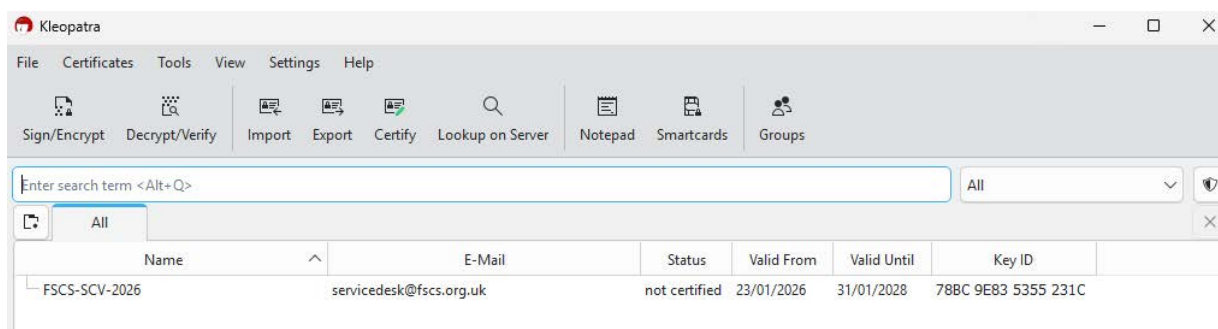 Kleopatra
File Certificates Tools View Settings Help
Sign/Encrypt Decrypt/Verify Import Export Certify Lookup on Server Notepad Smartcards Groups
Enter search term <Alt+Q> All
All
Name E-Mail Status Valid From Valid Until Key ID
FSCS-SCV-2026 servicedesk@fscs.org.uk not certified 23/01/2026 31/01/2028 78BC 9E83 5355 231C